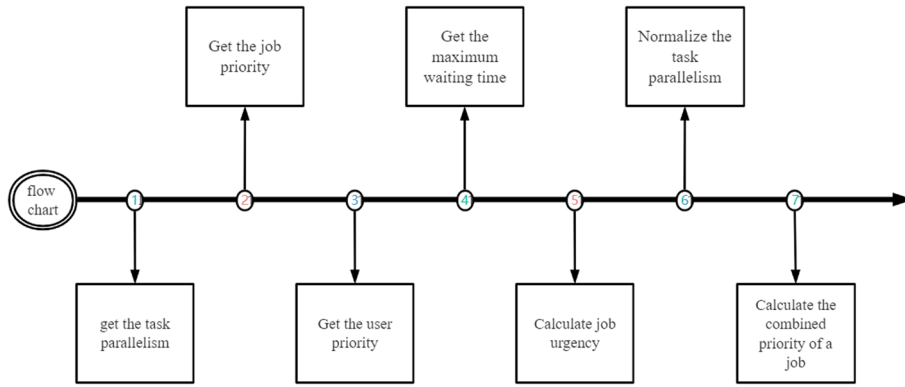 Get the job
priority
Get the
maximum
waiting time
Normalize the
task
parallelism
flow
chart
1
2
3
4
5
6
7
get the task
parallelism
Get the user
priority
Calculate job
urgency
Calculate the
combined
priority of a
job